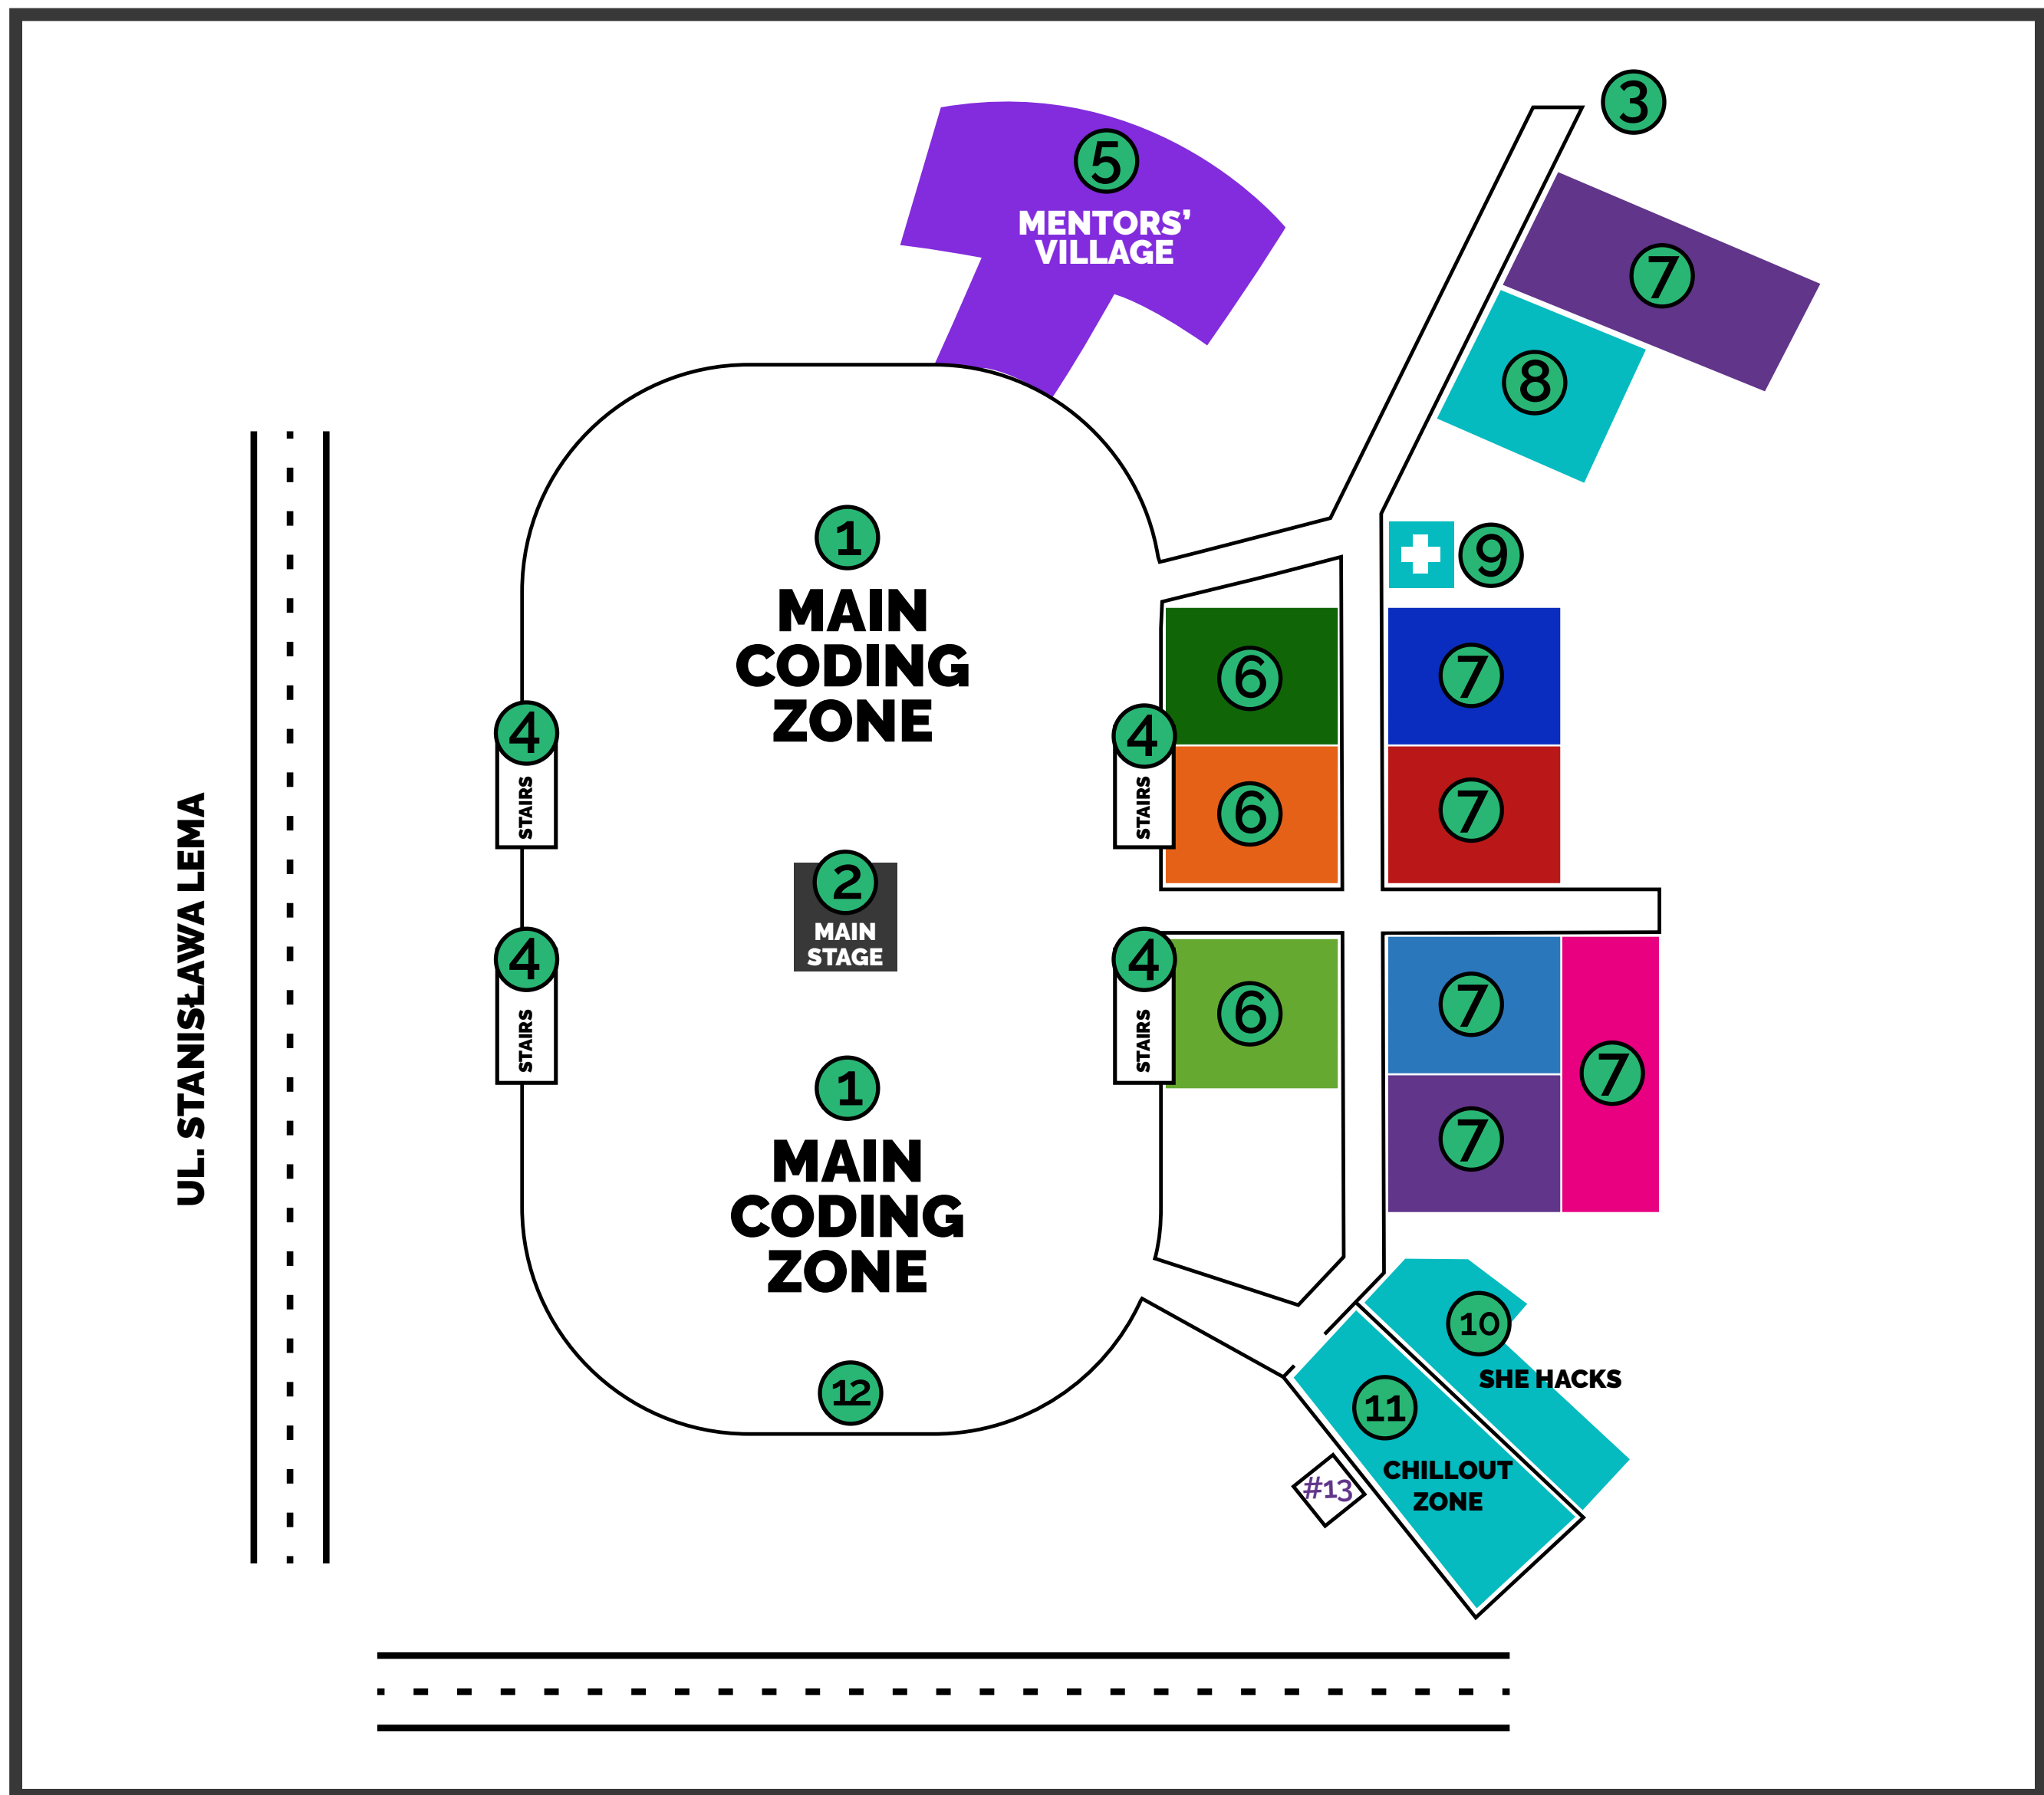 3
5
MENTORS'
VILLAGE
7
8
1
MAIN
CODING
ZONE
9
6
7
4
STAIRS
4
STAIRS
6
7
2
MAIN
STAGE
UL. STANISŁAWA LEMA
4
STAIRS
4
STAIRS
6
7
7
7
1
MAIN
CODING
ZONE
10
SHE HACKS
12
11
CHILLOUT
ZONE
#13